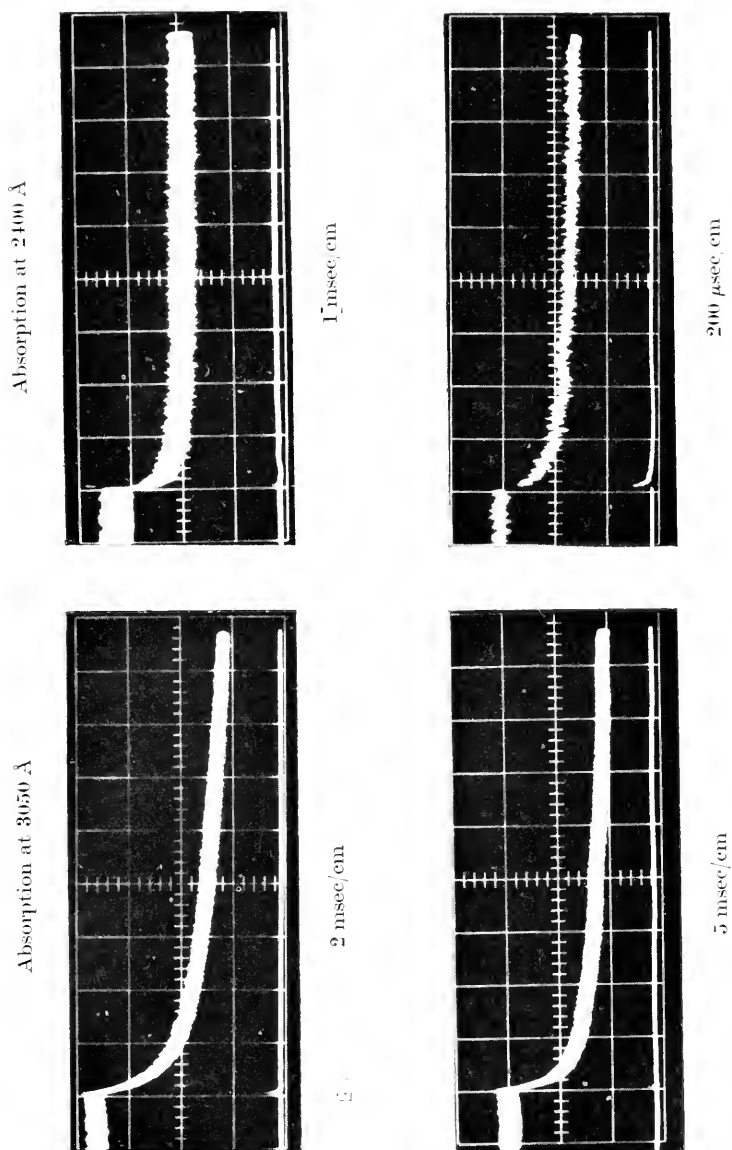 Absorption at 2400 Å
1 msec/cm
200 μsec/cm
Absorption at 3050 Å
2 msec/cm
5 msec/cm